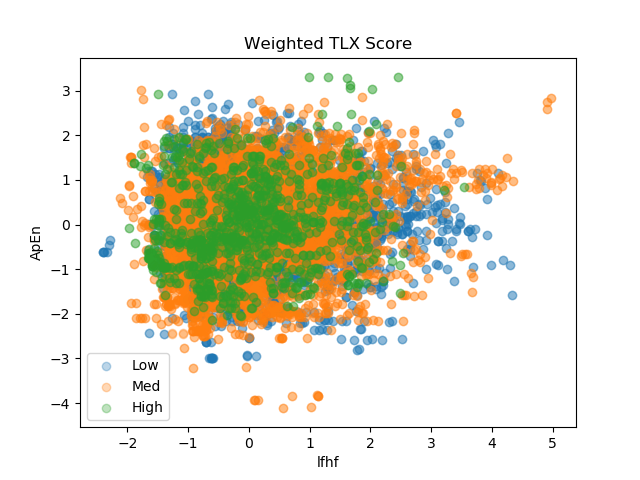 Weighted TLX Score
ApEn
3
2
1
0
−1
−2
−3
−4
Low
Med
High
−2 −1 0 1 2 3 4 5
lfhf